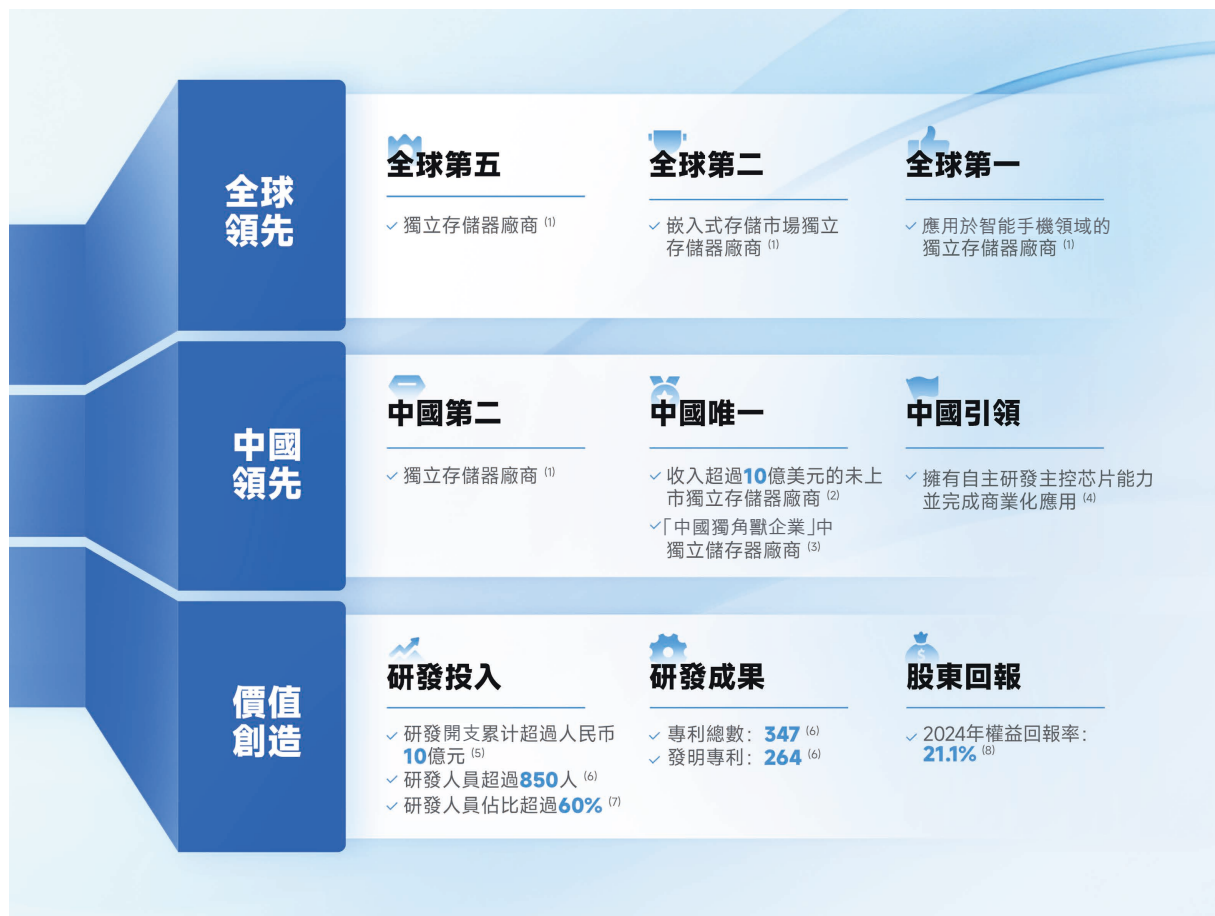 全球
領先
全球第五
獨立存儲器廠商 (1)
全球第二
嵌入式存儲市場獨立
存儲器廠商 (1)
全球第一
應用於智能手機領域的
獨立存儲器廠商 (1)
中國
領先
中國第二
獨立存儲器廠商 (1)
中國唯一
收入超過10億美元的未上
市獨立存儲器廠商 (2)
「中國獨角獸企業」中
獨立儲存器廠商 (3)
中國引領
擁有自主研發主控芯片能力
並完成商業化應用 (4)
價值
創造
研發投入
研發開支累计超過人民币
10億元 (5)
研發人員超過850人 (6)
研發人員佔比超過60% (7)
研發成果
專利總數：347 (6)
發明專利：264 (6)
股東回報
2024年權益回報率：
21.1% (8)